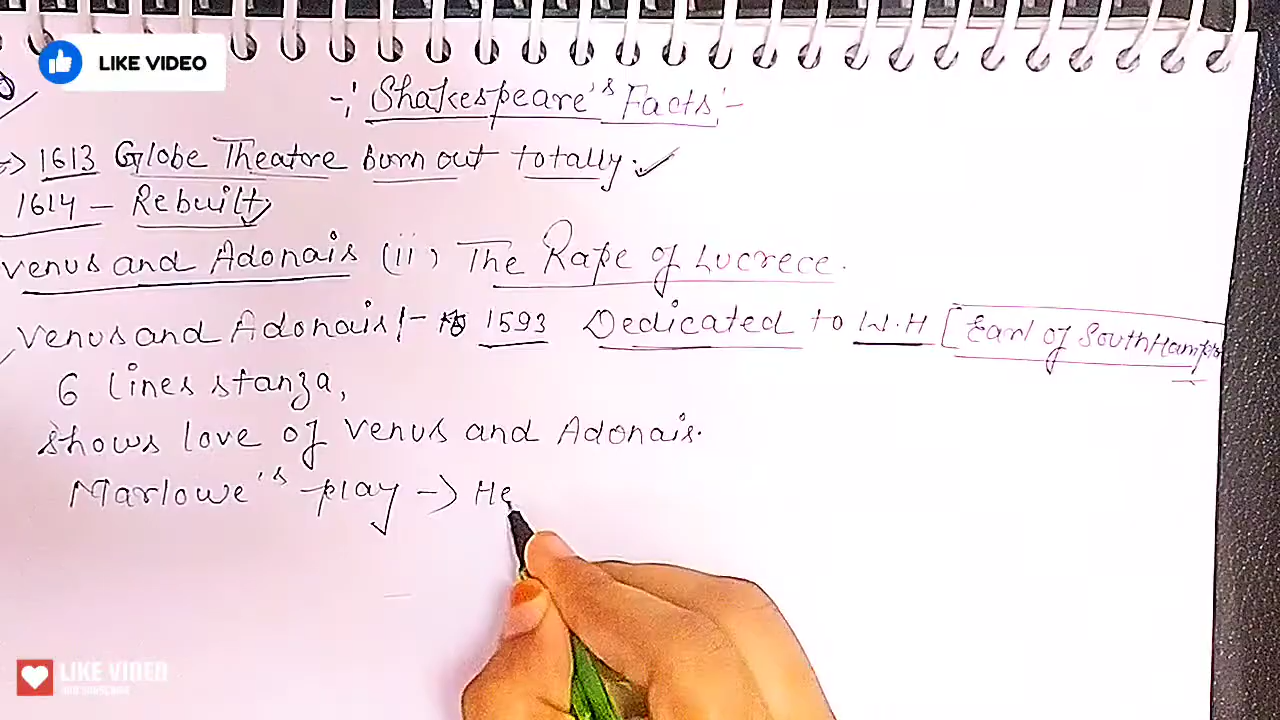 LIKE VIDEO
-:Shakespeare's Facts:-
-> 1613 Globe Theatre burn out totally.
1614 - Rebuilt
venus and Adonais (ii) The Rape of Lucrece.
venus and Adonais!- 1593 Dedicated to W.H [Earl of SouthHampton
6 lines stanza,
shows love of venus and Adonais.
Marlowe's play -> He
LIKE VIDEO
AND SUBSCRIBE